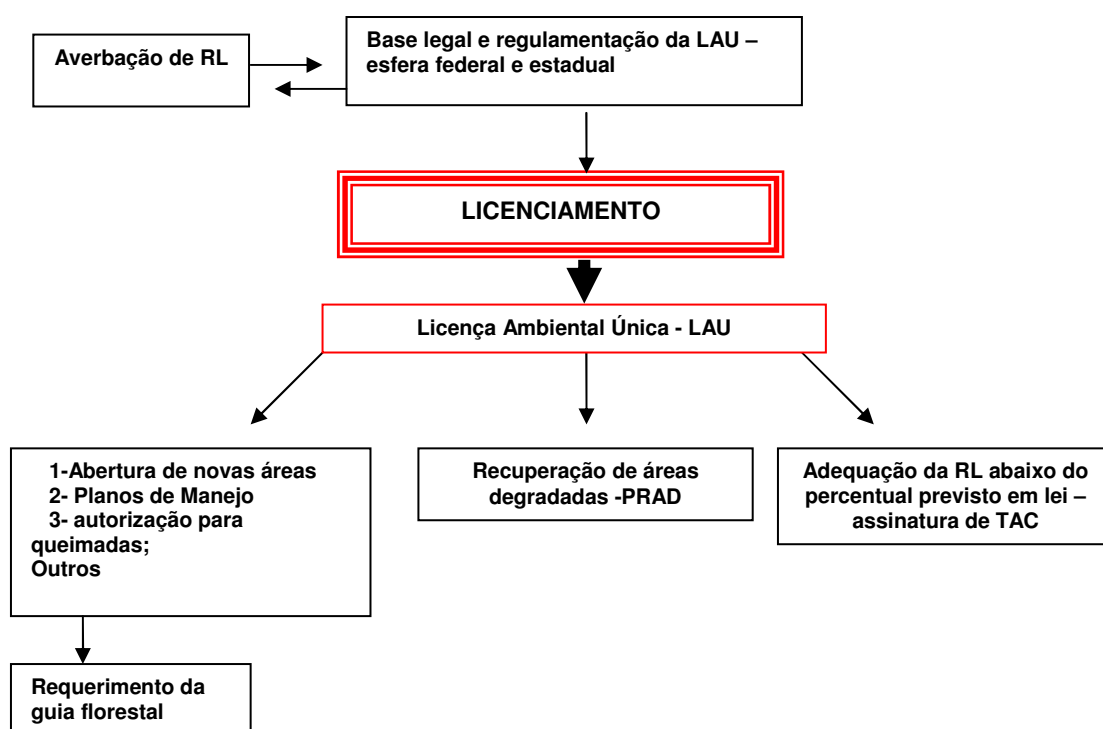 Averbação de RL
Base legal e regulamentação da LAU –
esfera federal e estadual
LICENCIAMENTO
Licença Ambiental Única - LAU
1-Abertura de novas áreas
2- Planos de Manejo
3- autorização para
queimadas;
Outros
Recuperação de áreas
degradadas -PRAD
Adequação da RL abaixo do
percentual previsto em lei –
assinatura de TAC
Requerimento da
guia florestal